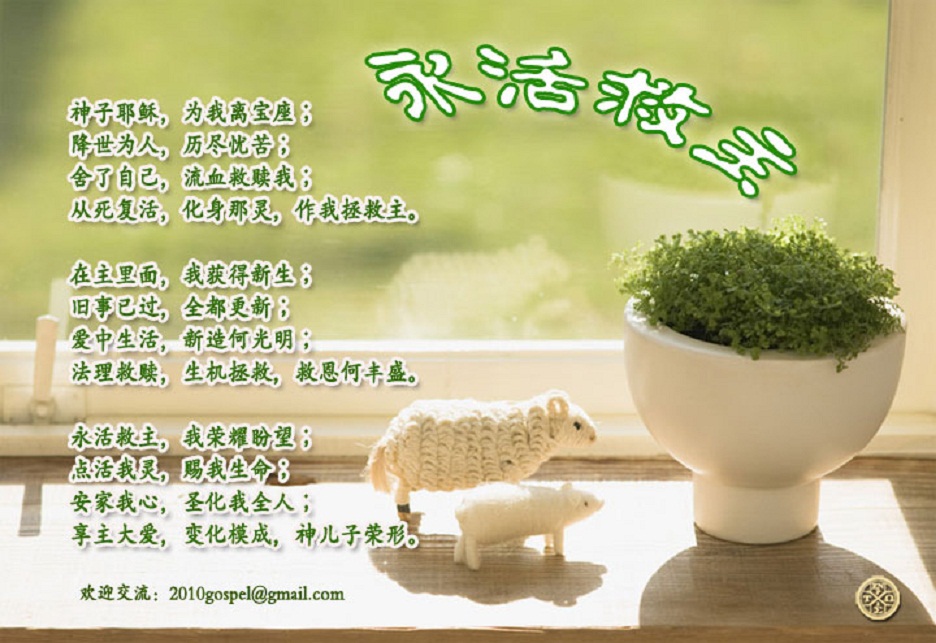 永活救主
神子耶稣，为我离宝座；
降世为人，历尽忧苦；
舍了自己，流血救赎我；
从死复活，化身那灵，作我拯救主。
在主里面，我获得新生；
旧事已过，全都更新；
爱中生活，新造何光明；
法理救赎，生机拯救，救恩何丰盛。
永活救主，我荣耀盼望；
点活我灵，赐我生命；
安家我心，圣化我全人；
享主大爱，变化模成，神儿子荣形。
欢迎交流：2010gospel@gmail.com